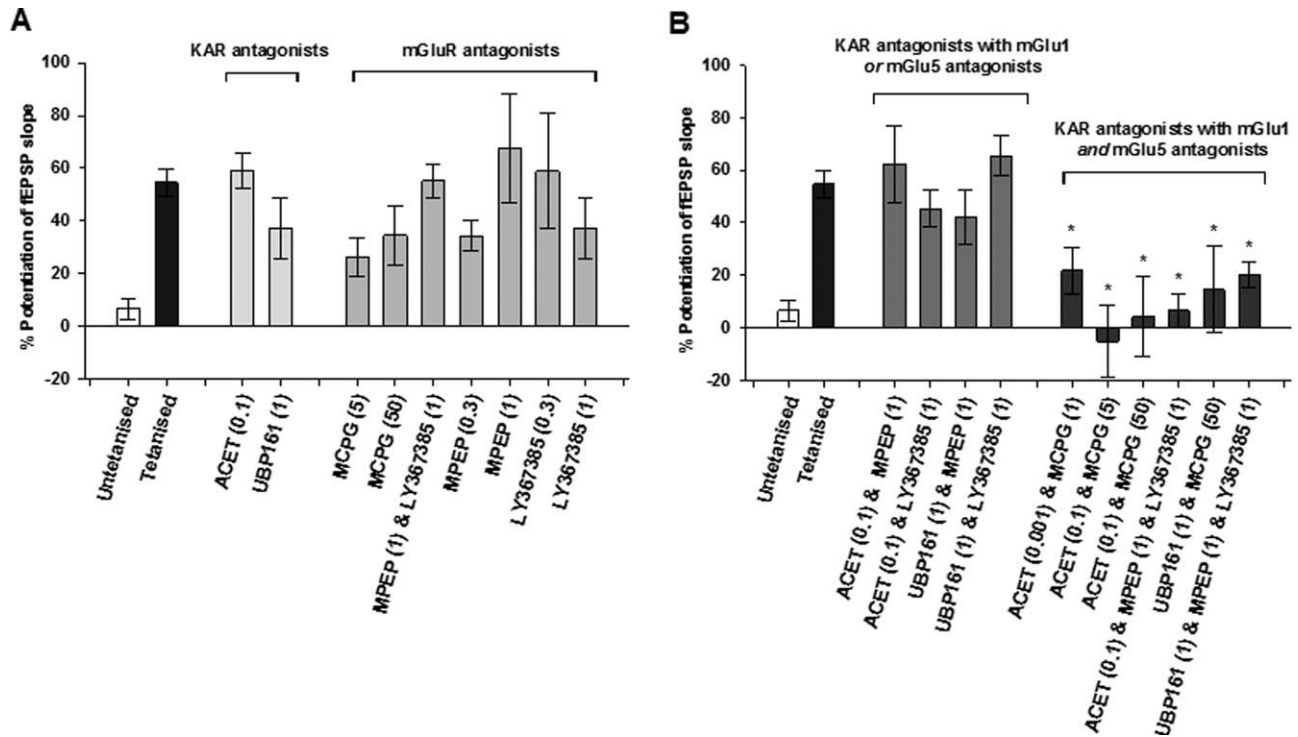 A
KAR antagonists
mGluR antagonists
% Potentiation of fEPSP slope
100
80
60
40
20
0
-20
Untetanised
Tetanised
ACET (0.1)
UBP161 (1)
MCPG (5)
MCPG (50)
MPEP (1) & LY367385 (1)
MPEP (0.3)
MPEP (1)
LY367385 (0.3)
LY367385 (1)
B
KAR antagonists with mGlu1
or mGlu5 antagonists
KAR antagonists with mGlu1
and mGlu5 antagonists
% Potentiation of fEPSP slope
100
80
60
40
20
0
-20
* * * * * *
Untetanised
Tetanised
ACET (0.1) & MPEP (1)
ACET (0.1) & LY367385 (1)
UBP161 (1) & MPEP (1)
UBP161 (1) & LY367385 (1)
ACET (0.001) & MCPG (1)
ACET (0.1) & MCPG (5)
ACET (0.1) & MCPG (50)
ACET (0.1) & MPEP (1) & LY367385 (1)
UBP161 (1) & MCPG (50)
UBP161 (1) & MPEP (1) & LY367385 (1)